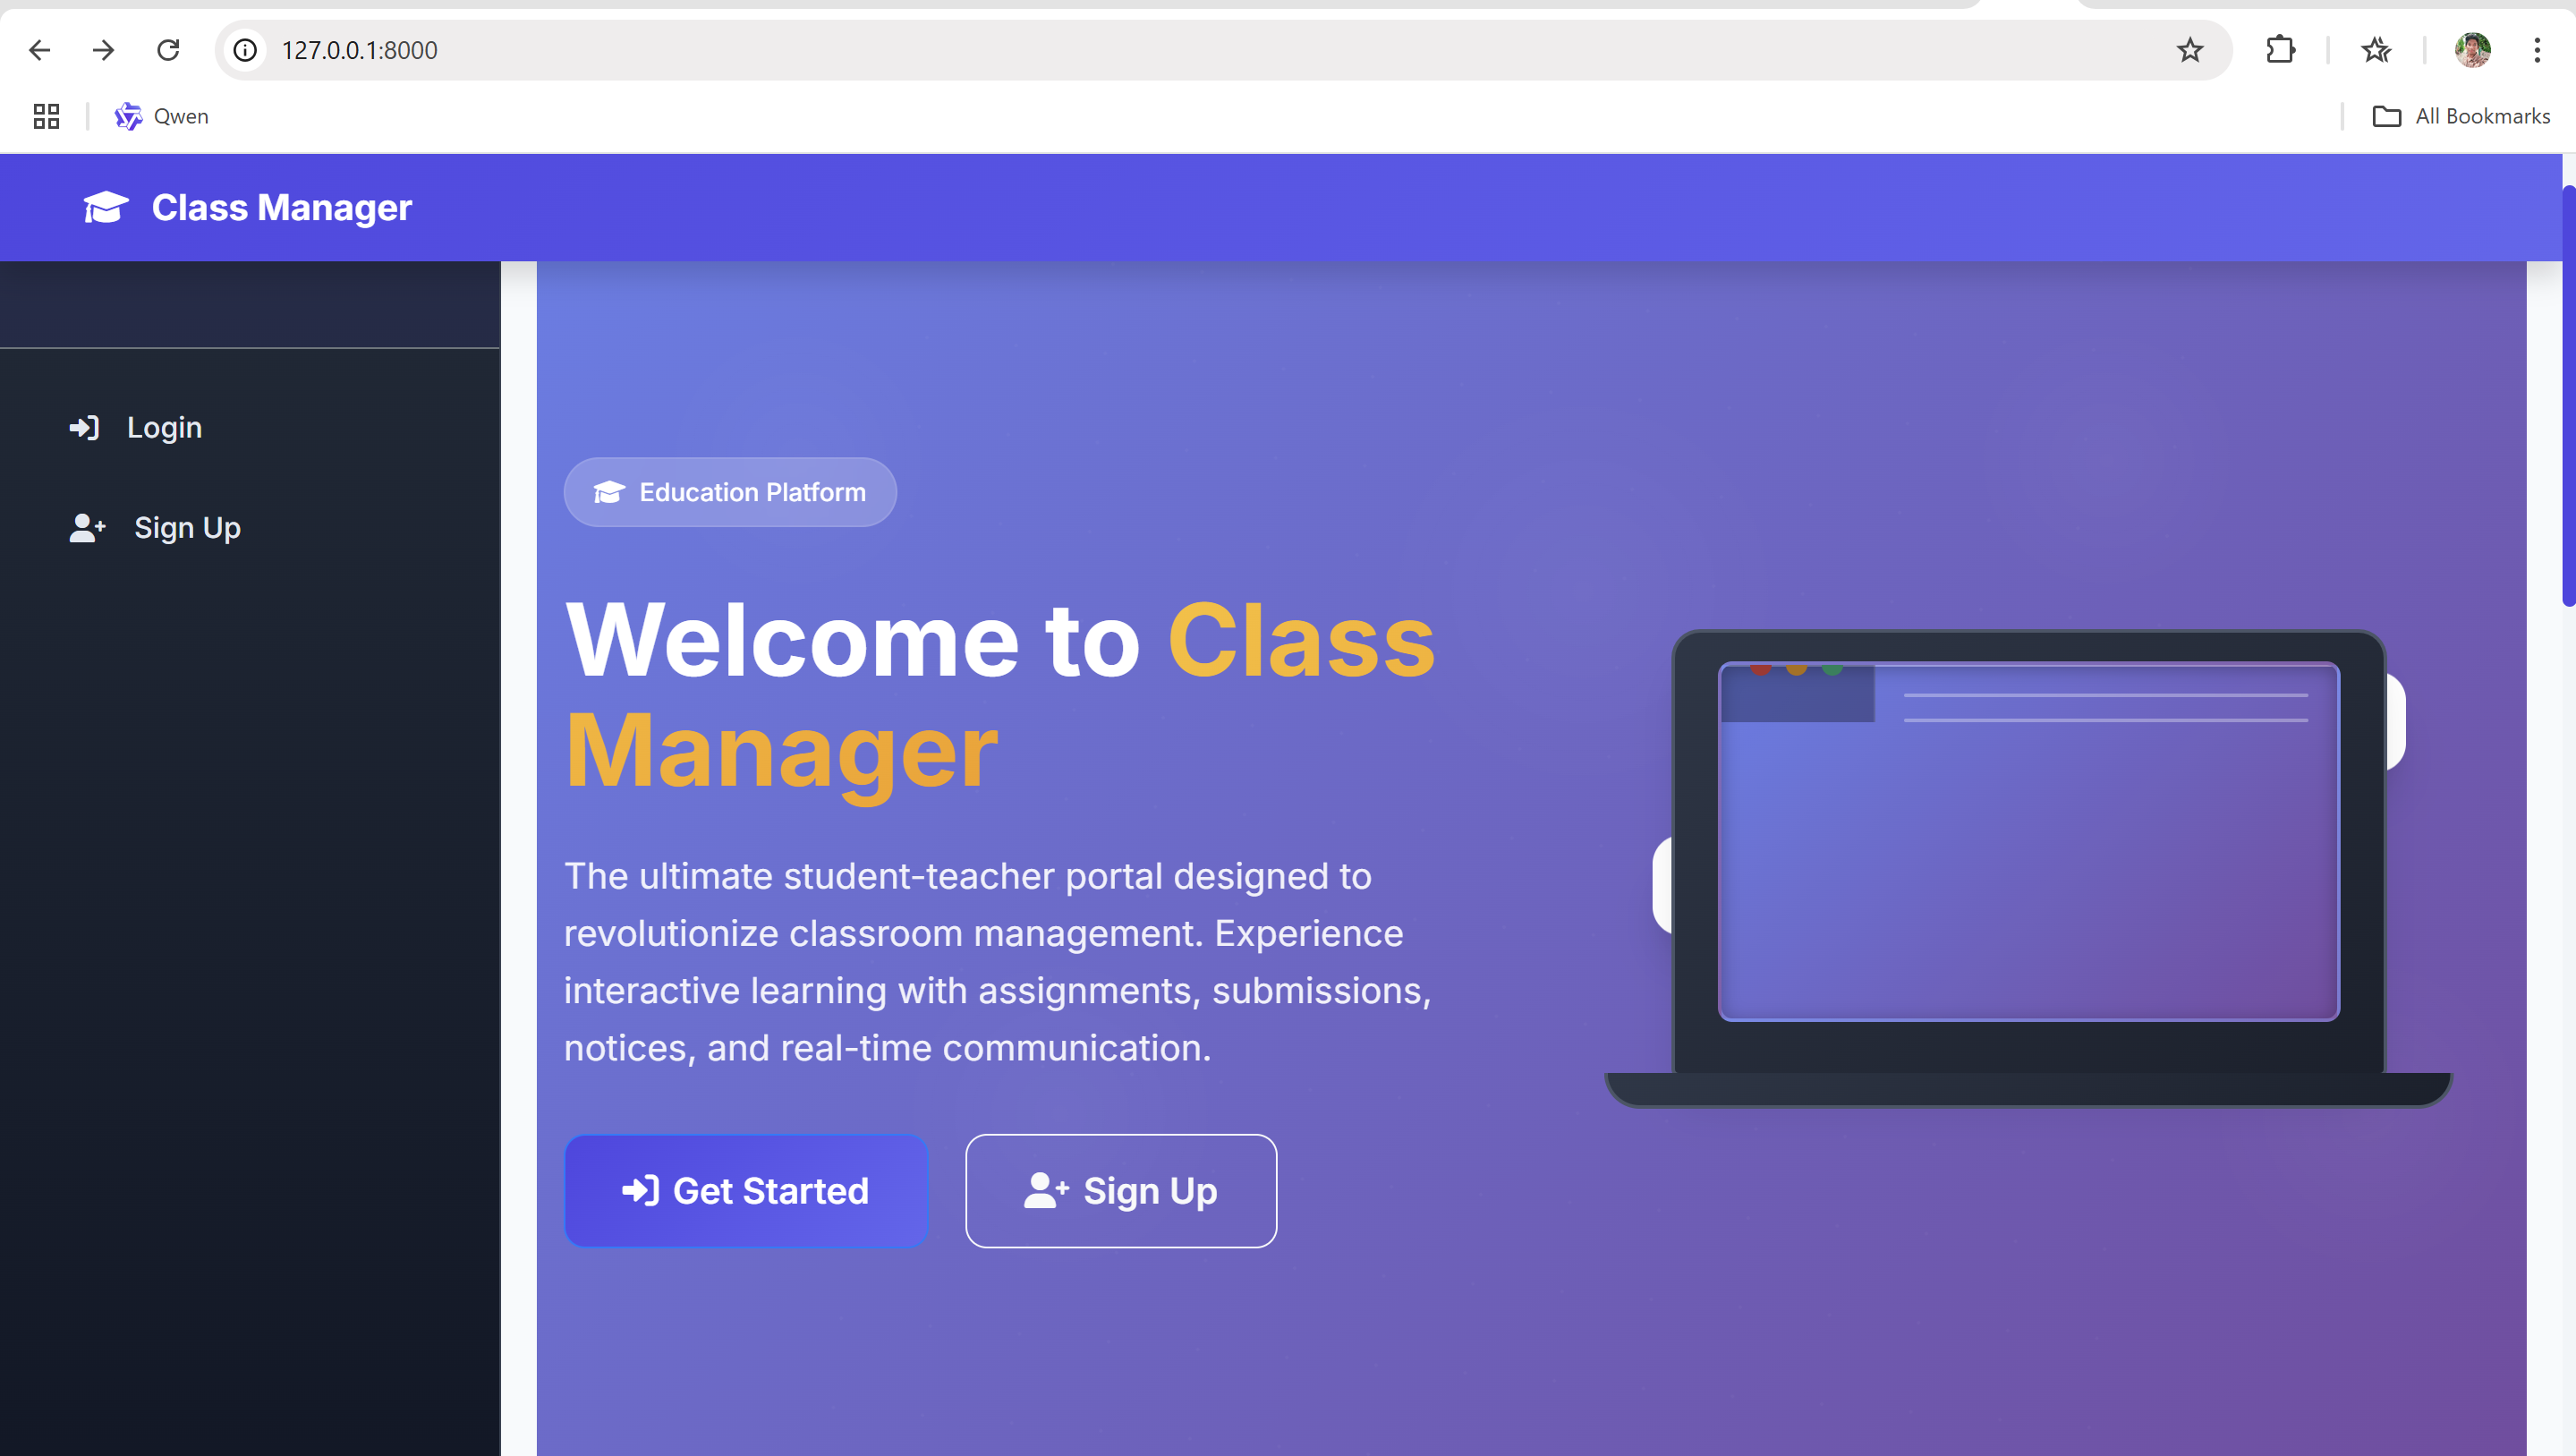 127.0.0.1:8000
Qwen
All Bookmarks
Class Manager
Login
Sign Up
Education Platform
Welcome to Class
Manager
The ultimate student-teacher portal designed to
revolutionize classroom management. Experience
interactive learning with assignments, submissions,
notices, and real-time communication.
Get Started
Sign Up